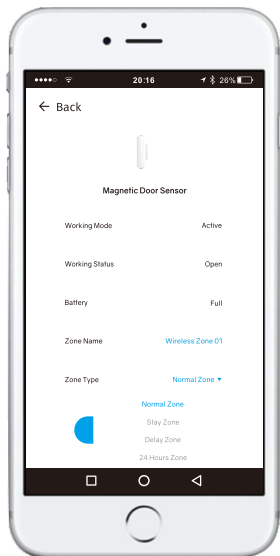 20:16 26%
← Back
Magnetic Door Sensor
Working Mode Active
Working Status Open
Battery Full
Zone Name Wireless Zone 01
Zone Type Normal Zone ▼
Normal Zone
Stay Zone
Delay Zone
24 Hours Zone